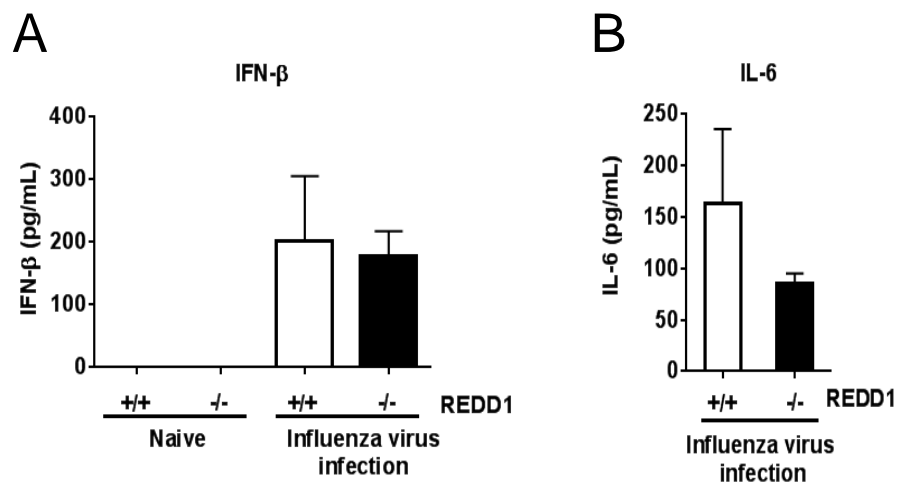 A
IFN-β
IFN-β (pg/mL)
400
300
200
100
0
+/+ -/- +/+ -/- REDD1
Naive
Influenza virus
infection
B
IL-6
IL-6 (pg/mL)
250
200
150
100
50
0
+/+ -/- REDD1
Influenza virus
infection